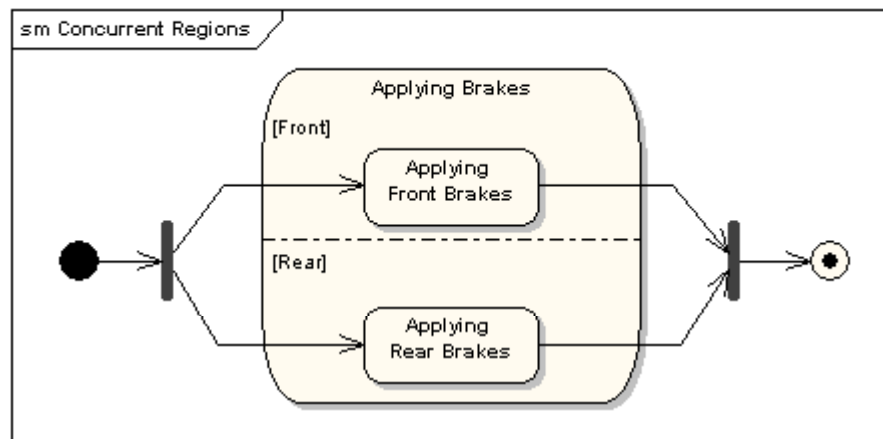 sm Concurrent Regions
Applying Brakes
[Front]
Applying
Front Brakes
[Rear]
Applying
Rear Brakes